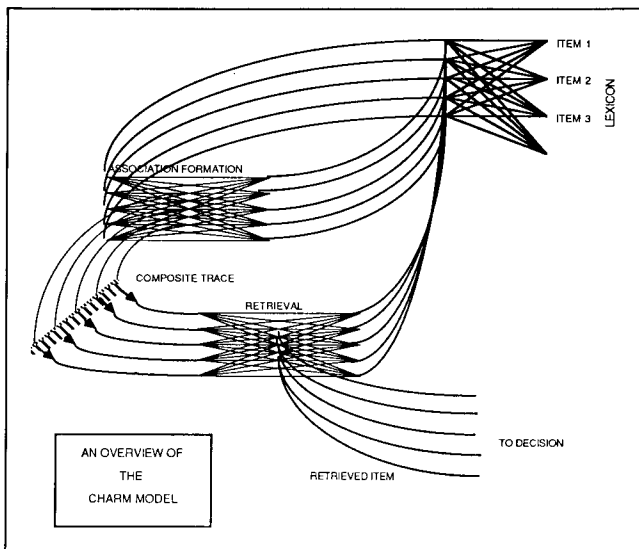 ITEM 1
ITEM 2
ITEM 3
LEXICON
ASSOCIATION FORMATION
COMPOSITE TRACE
RETRIEVAL
TO DECISION
RETRIEVED ITEM
AN OVERVIEW OF
THE
CHARM MODEL